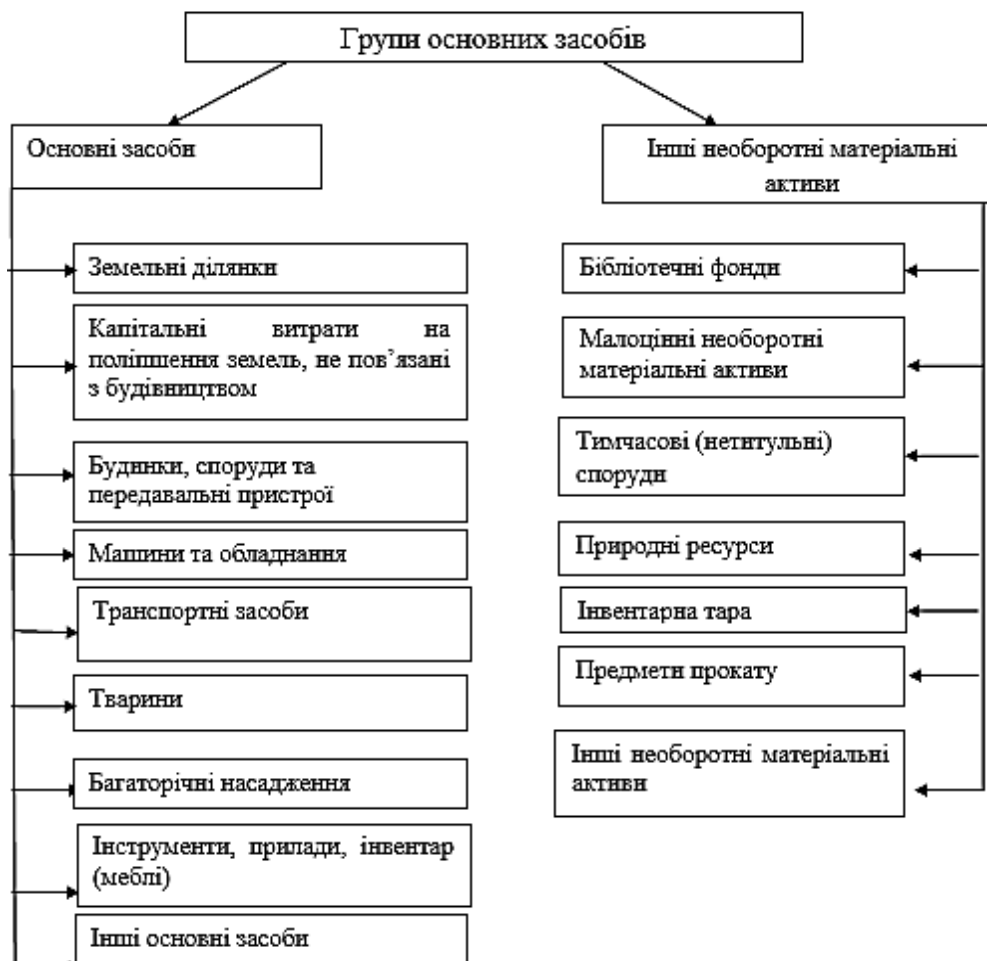 Групи основних засобів
Основні засоби
Інші необоротні матеріальні
активи
Земельні ділянки
Капітальні витрати на
поліпшення земель, не пов’язані
з будівництвом
Будинки, споруди та
передавальні пристрої
Машини та обладнання
Транспортні засоби
Тварини
Багаторічні насадження
Інструменти, прилади, інвентар
(меблі)
Інші основні засоби
Бібліотечні фонди
Малоцінні необоротні
матеріальні активи
Тимчасові (нетитульні)
споруди
Природні ресурси
Інвентарна тара
Предмети прокату
Інші необоротні матеріальні
активи